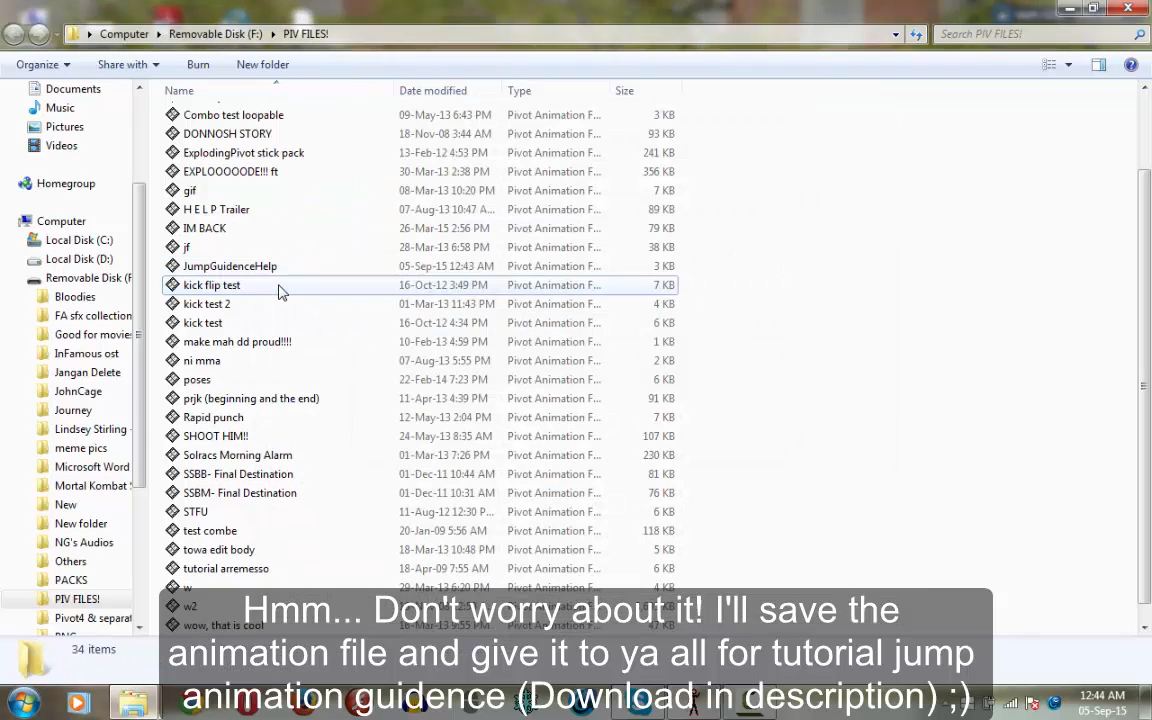 Computer ▸ Removable Disk (F:) ▸ PIV FILES!
Search PIV FILES!
Organize Share with Burn New folder
Name Date modified Type Size
Documents
Music
Pictures
Videos
Homegroup
Computer
Local Disk (C:)
Local Disk (D:)
Removable Disk (F
Bloodies
FA sfx collection
Good for movie
InFamous ost
Jangan Delete
JohnCage
Journey
Lindsey Stirling
meme pics
Microsoft Word
Mortal Kombat
New
New folder
NG's Audios
Others
PACKS
PIV FILES!
Pivot4 & separat
Combo test loopable 09-May-13 6:43 PM Pivot Animation F... 3 KB
DONNOSH STORY 18-Nov-08 3:44 AM Pivot Animation F... 93 KB
ExplodingPivot stick pack 13-Feb-12 4:53 PM Pivot Animation F... 241 KB
EXPLOOOOODE!!! ft 30-Mar-13 2:38 PM Pivot Animation F... 356 KB
gif 08-Mar-13 10:20 PM Pivot Animation F... 7 KB
H E L P Trailer 07-Aug-13 10:47 A... Pivot Animation F... 89 KB
IM BACK 26-Mar-15 2:56 PM Pivot Animation F... 79 KB
jf 28-Mar-13 6:58 PM Pivot Animation F... 38 KB
JumpGuidenceHelp 05-Sep-15 12:43 AM Pivot Animation F... 3 KB
kick flip test 16-Oct-12 3:49 PM Pivot Animation F... 7 KB
kick test 2 01-Mar-13 11:43 PM Pivot Animation F... 4 KB
kick test 16-Oct-12 4:34 PM Pivot Animation F... 6 KB
make mah dd proud!!!! 10-Feb-13 4:59 PM Pivot Animation F... 1 KB
ni mma 07-Aug-13 5:55 PM Pivot Animation F... 2 KB
poses 22-Feb-14 7:23 PM Pivot Animation F... 6 KB
prjk (beginning and the end) 11-Apr-13 4:39 PM Pivot Animation F... 91 KB
Rapid punch 12-May-13 2:04 PM Pivot Animation F... 7 KB
SHOOT HIM!! 24-May-13 8:35 AM Pivot Animation F... 107 KB
Solracs Morning Alarm 01-Mar-13 7:26 PM Pivot Animation F... 230 KB
SSBB- Final Destination 01-Dec-11 10:44 AM Pivot Animation F... 81 KB
SSBM- Final Destination 01-Dec-11 10:31 AM Pivot Animation F... 76 KB
STFU 11-Aug-12 12:30 P... Pivot Animation F... 6 KB
test combe 20-Jan-09 5:56 AM Pivot Animation F... 118 KB
towa edit body 18-Mar-13 10:48 PM Pivot Animation F... 5 KB
tutorial arremesso 18-Apr-09 7:55 AM Pivot Animation F... 4 KB
w
w2
wow, that is cool
Hmm... Don't worry about it! I'll save the
animation file and give it to ya all for tutorial jump
animation guidence (Download in description) ;)
34 items
12:44 AM
05-Sep-15